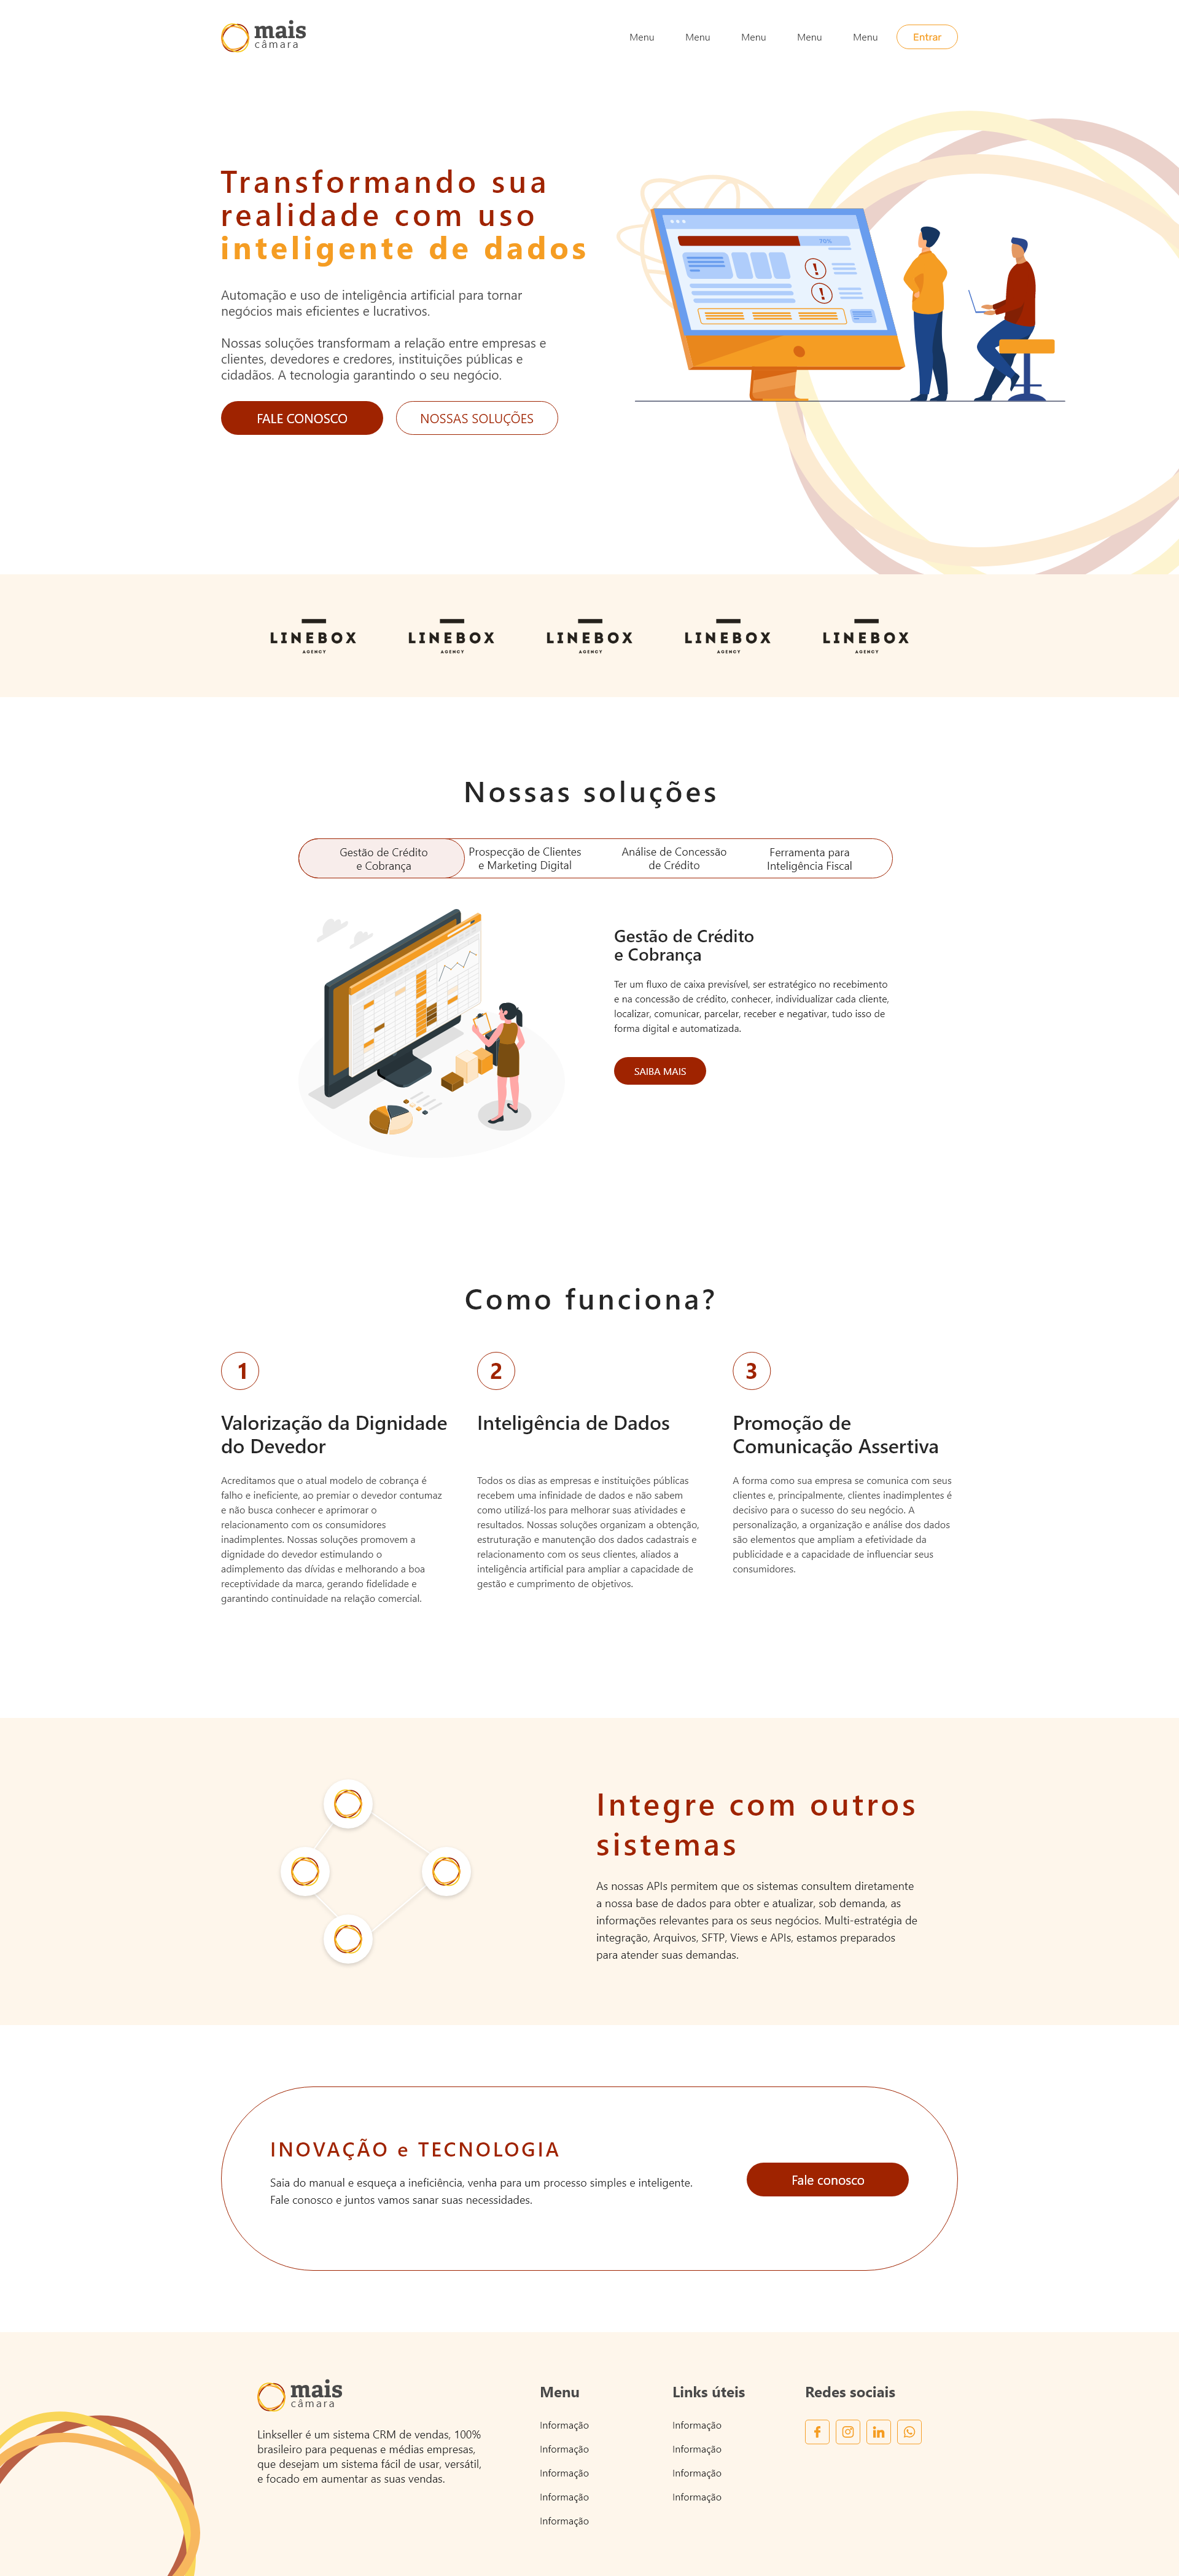 mais
câmara
Menu
Menu
Menu
Menu
Menu
Entrar
Transformando sua
realidade com uso
inteligente de dados
Automação e uso de inteligência artificial para tornar
negócios mais eficientes e lucrativos.
Nossas soluções transformam a relação entre empresas e
clientes, devedores e credores, instituições públicas e
cidadãos. A tecnologia garantindo o seu negócio.
FALE CONOSCO
NOSSAS SOLUÇÕES
70%
!
!
LINEBOX
AGENCY
LINEBOX
AGENCY
LINEBOX
AGENCY
LINEBOX
AGENCY
LINEBOX
AGENCY
Nossas soluções
Gestão de Crédito
e Cobrança
Prospecção de Clientes
e Marketing Digital
Análise de Concessão
de Crédito
Ferramenta para
Inteligência Fiscal
Gestão de Crédito
e Cobrança
Ter um fluxo de caixa previsível, ser estratégico no recebimento
e na concessão de crédito, conhecer, individualizar cada cliente,
localizar, comunicar, parcelar, receber e negativar, tudo isso de
forma digital e automatizada.
SAIBA MAIS
Como funciona?
1
Valorização da Dignidade
do Devedor
Acreditamos que o atual modelo de cobrança é
falho e ineficiente, ao premiar o devedor contumaz
e não busca conhecer e aprimorar o
relacionamento com os consumidores
inadimplentes. Nossas soluções promovem a
dignidade do devedor estimulando o
adimplemento das dívidas e melhorando a boa
receptividade da marca, gerando fidelidade e
garantindo continuidade na relação comercial.
2
Inteligência de Dados
Todos os dias as empresas e instituições públicas
recebem uma infinidade de dados e não sabem
como utilizá-los para melhorar suas atividades e
resultados. Nossas soluções organizam a obtenção,
estruturação e manutenção dos dados cadastrais e
relacionamento com os seus clientes, aliados a
inteligência artificial para ampliar a capacidade de
gestão e cumprimento de objetivos.
3
Promoção de
Comunicação Assertiva
A forma como sua empresa se comunica com seus
clientes e, principalmente, clientes inadimplentes é
decisivo para o sucesso do seu negócio. A
personalização, a organização e análise dos dados
são elementos que ampliam a efetividade da
publicidade e a capacidade de influenciar seus
consumidores.
Integre com outros
sistemas
As nossas APIs permitem que os sistemas consultem diretamente
a nossa base de dados para obter e atualizar, sob demanda, as
informações relevantes para os seus negócios. Multi-estratégia de
integração, Arquivos, SFTP, Views e APIs, estamos preparados
para atender suas demandas.
INOVAÇÃO e TECNOLOGIA
Saia do manual e esqueça a ineficiência, venha para um processo simples e inteligente.
Fale conosco e juntos vamos sanar suas necessidades.
Fale conosco
mais
câmara
Linkseller é um sistema CRM de vendas, 100%
brasileiro para pequenas e médias empresas,
que desejam um sistema fácil de usar, versátil,
e focado em aumentar as suas vendas.
Menu
Informação
Informação
Informação
Informação
Informação
Links úteis
Informação
Informação
Informação
Informação
Redes sociais